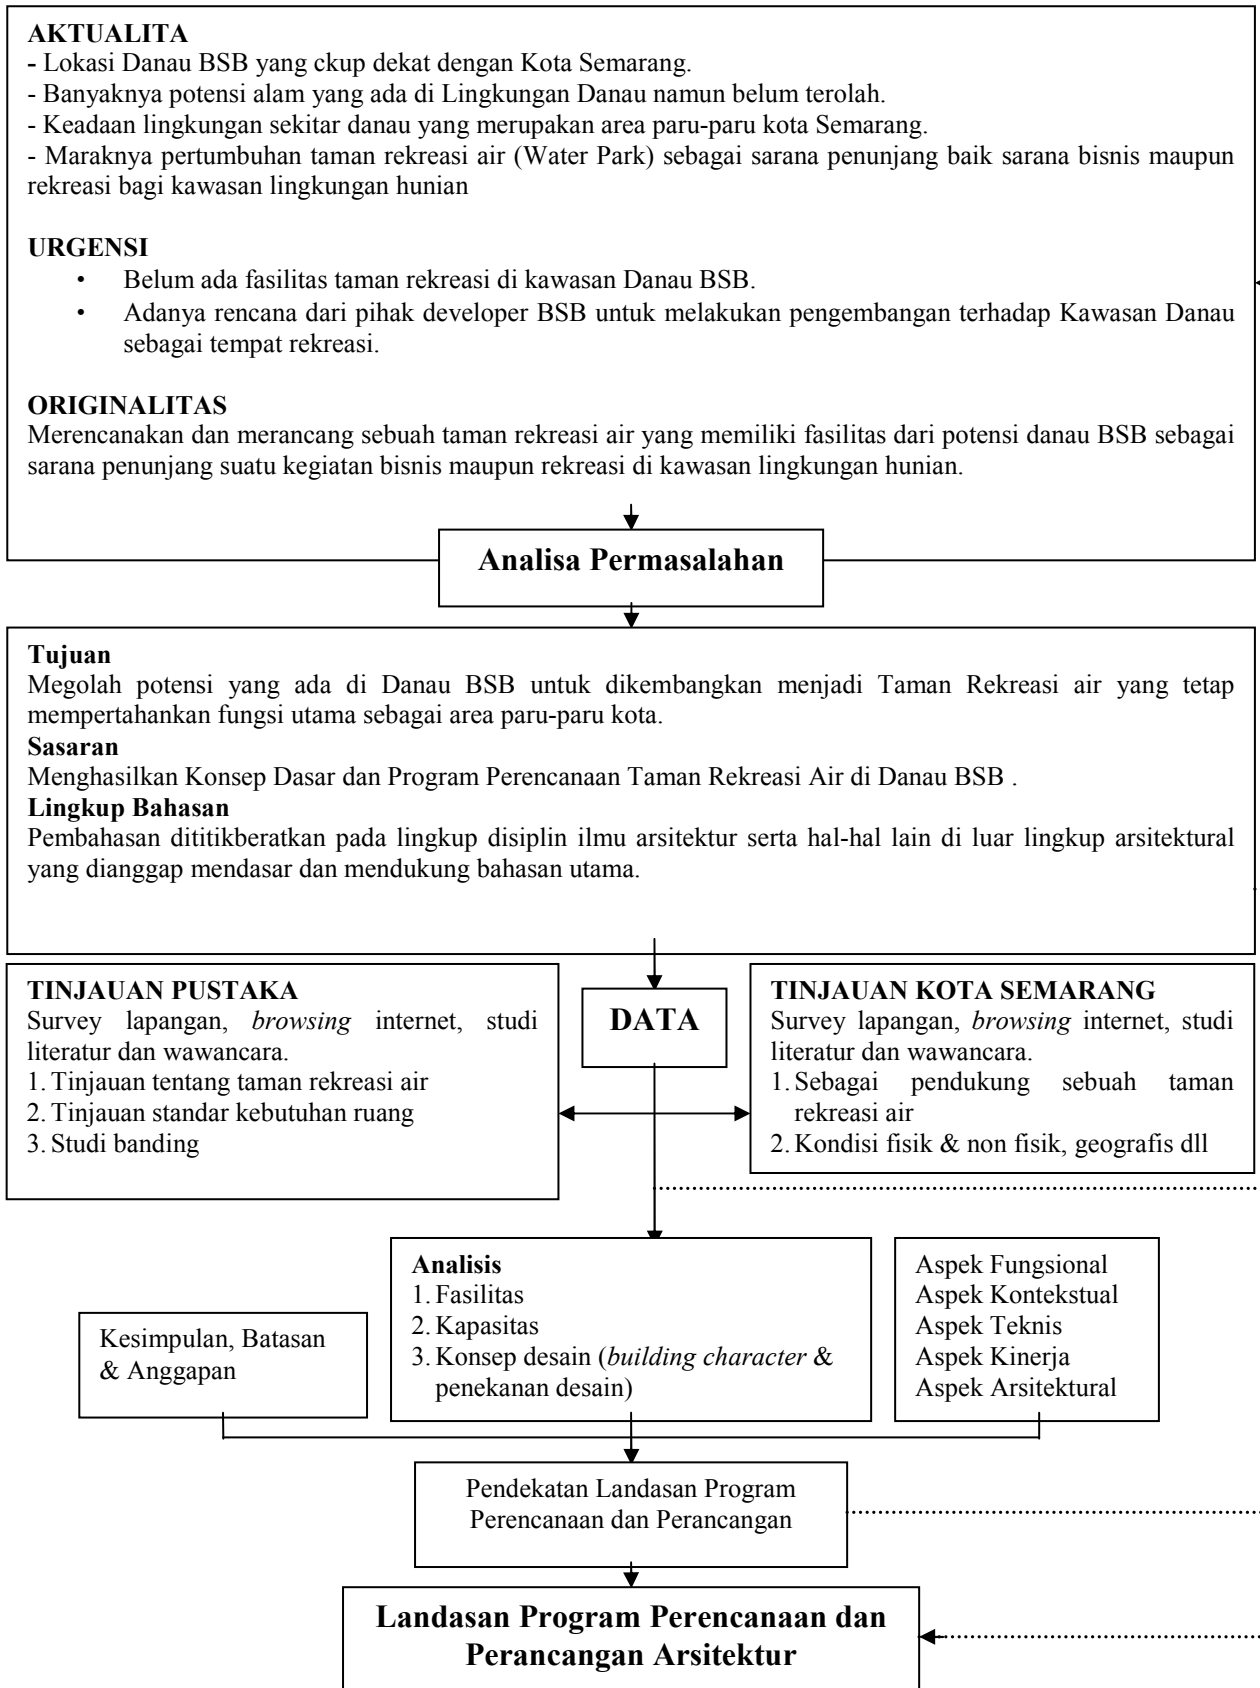 AKTUALITA
- Lokasi Danau BSB yang ckup dekat dengan Kota Semarang.
- Banyaknya potensi alam yang ada di Lingkungan Danau namun belum terolah.
- Keadaan lingkungan sekitar danau yang merupakan area paru-paru kota Semarang.
- Maraknya pertumbuhan taman rekreasi air (Water Park) sebagai sarana penunjang baik sarana bisnis maupun
rekreasi bagi kawasan lingkungan hunian
URGENSI
• Belum ada fasilitas taman rekreasi di kawasan Danau BSB.
• Adanya rencana dari pihak developer BSB untuk melakukan pengembangan terhadap Kawasan Danau
sebagai tempat rekreasi.
ORIGINALITAS
Merencanakan dan merancang sebuah taman rekreasi air yang memiliki fasilitas dari potensi danau BSB sebagai
sarana penunjang suatu kegiatan bisnis maupun rekreasi di kawasan lingkungan hunian.
Analisa Permasalahan
Tujuan
Megolah potensi yang ada di Danau BSB untuk dikembangkan menjadi Taman Rekreasi air yang tetap
mempertahankan fungsi utama sebagai area paru-paru kota.
Sasaran
Menghasilkan Konsep Dasar dan Program Perencanaan Taman Rekreasi Air di Danau BSB .
Lingkup Bahasan
Pembahasan dititikberatkan pada lingkup disiplin ilmu arsitektur serta hal-hal lain di luar lingkup arsitektural
yang dianggap mendasar dan mendukung bahasan utama.
TINJAUAN PUSTAKA
Survey lapangan, browsing internet, studi
literatur dan wawancara.
1. Tinjauan tentang taman rekreasi air
2. Tinjauan standar kebutuhan ruang
3. Studi banding
DATA
TINJAUAN KOTA SEMARANG
Survey lapangan, browsing internet, studi
literatur dan wawancara.
1. Sebagai pendukung sebuah taman
rekreasi air
2. Kondisi fisik & non fisik, geografis dll
Kesimpulan, Batasan
& Anggapan
Analisis
1. Fasilitas
2. Kapasitas
3. Konsep desain (building character &
penekanan desain)
Aspek Fungsional
Aspek Kontekstual
Aspek Teknis
Aspek Kinerja
Aspek Arsitektural
Pendekatan Landasan Program
Perencanaan dan Perancangan
Landasan Program Perencanaan dan
Perancangan Arsitektur